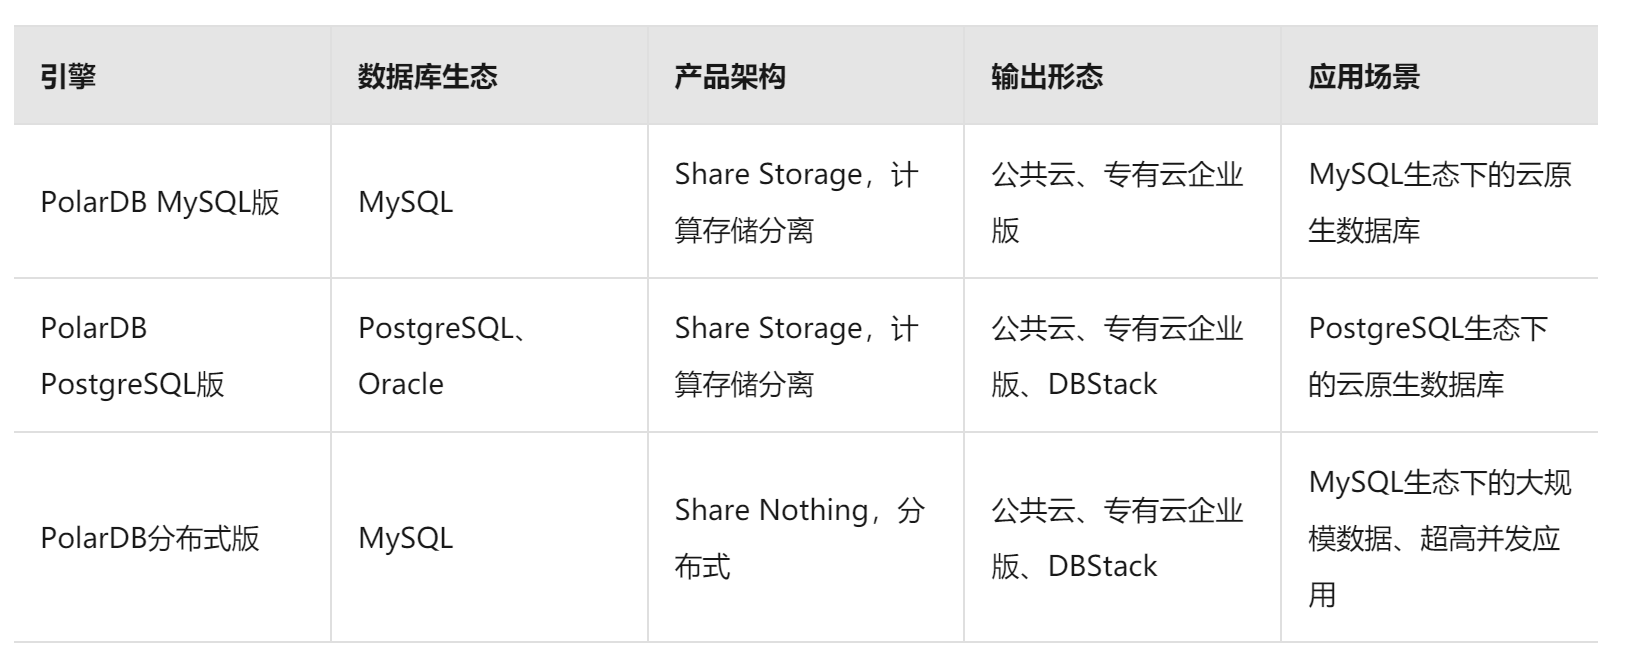 引擎
数据库生态
产品架构
输出形态
应用场景
PolarDB MySQL版
MySQL
Share Storage，计
算存储分离
公共云、专有云企业
版
MySQL生态下的云原
生数据库
PolarDB
PostgreSQL版
PostgreSQL、
Oracle
Share Storage，计
算存储分离
公共云、专有云企业
版、DBStack
PostgreSQL生态下
的云原生数据库
PolarDB分布式版
MySQL
Share Nothing，分
布式
公共云、专有云企业
版、DBStack
MySQL生态下的大规
模数据、超高并发应
用